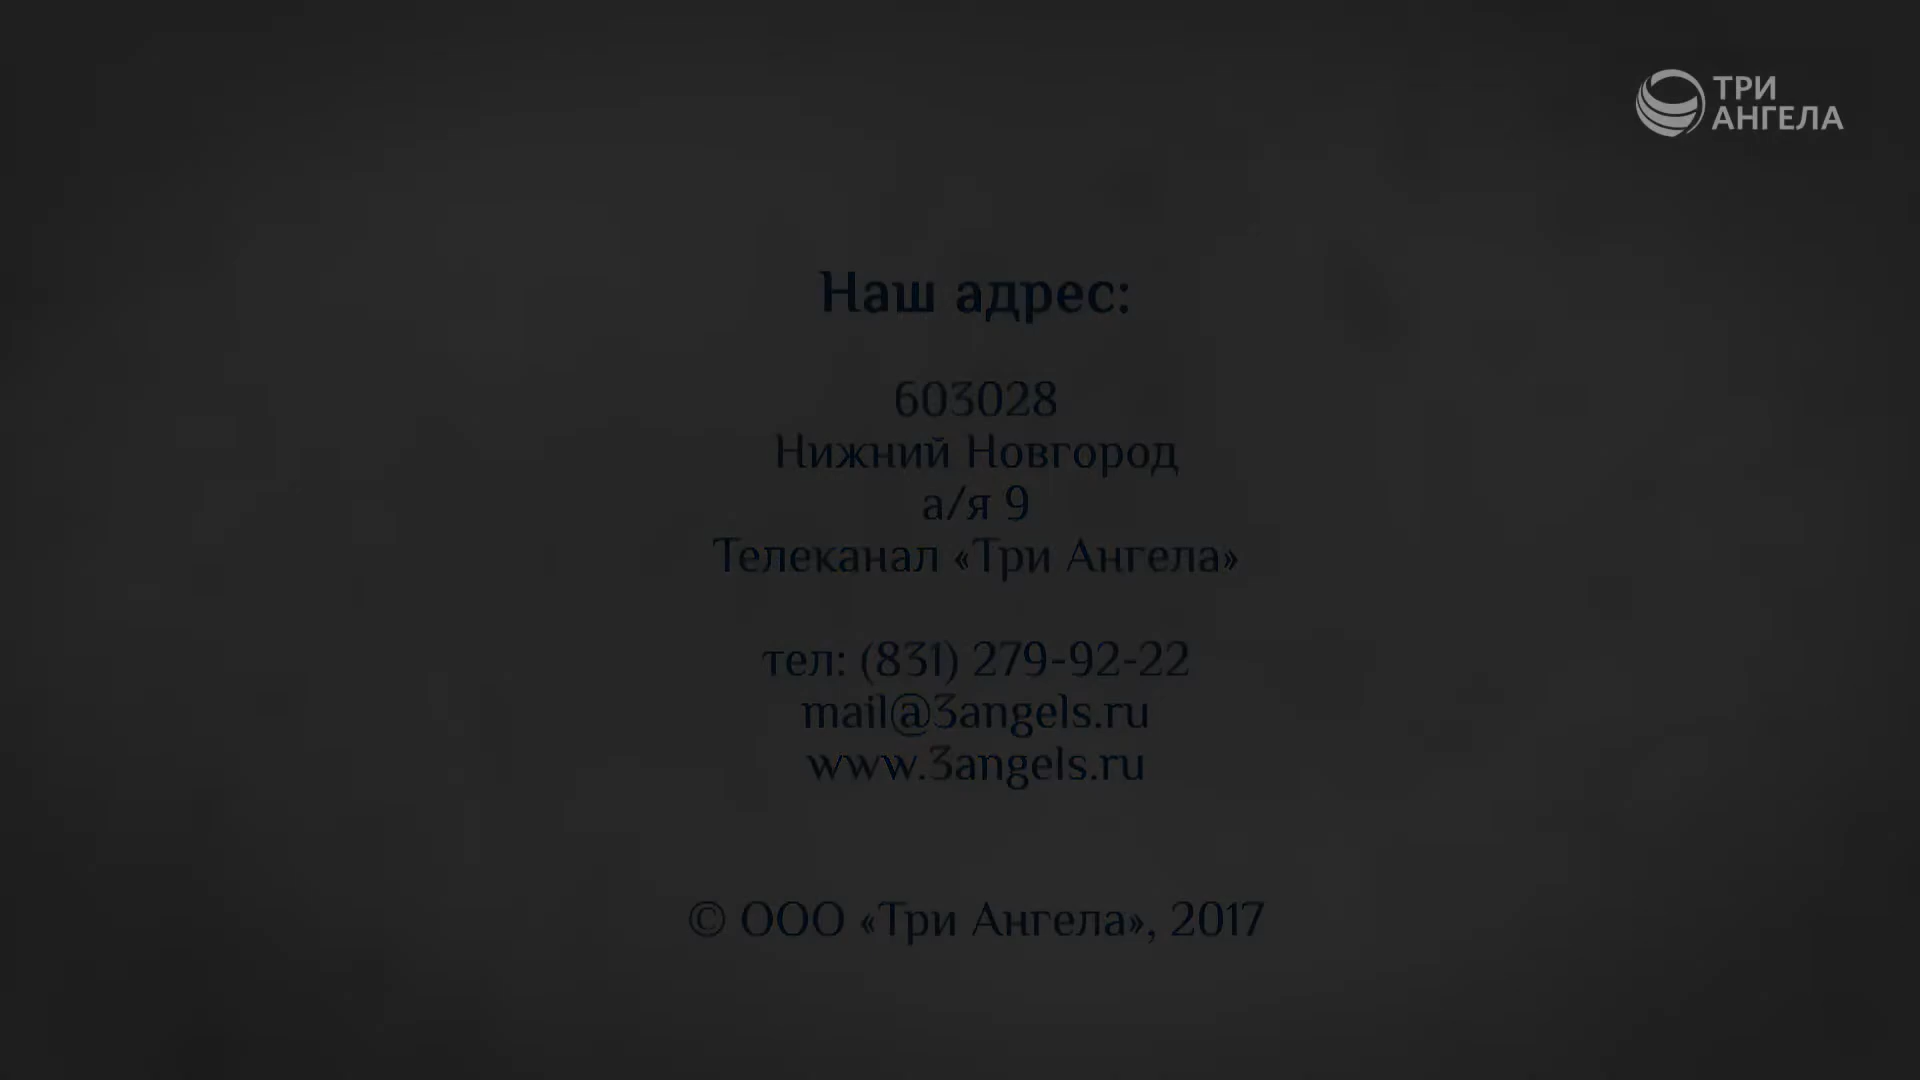 ТРИ
АНГЕЛА
Наш адрес:
603028
Нижний Новгород
а/я 9
Телеканал «Три Ангела»
тел: (831) 279-92-22
mail@3angels.ru
www.3angels.ru
© ООО «Три Ангела», 2017